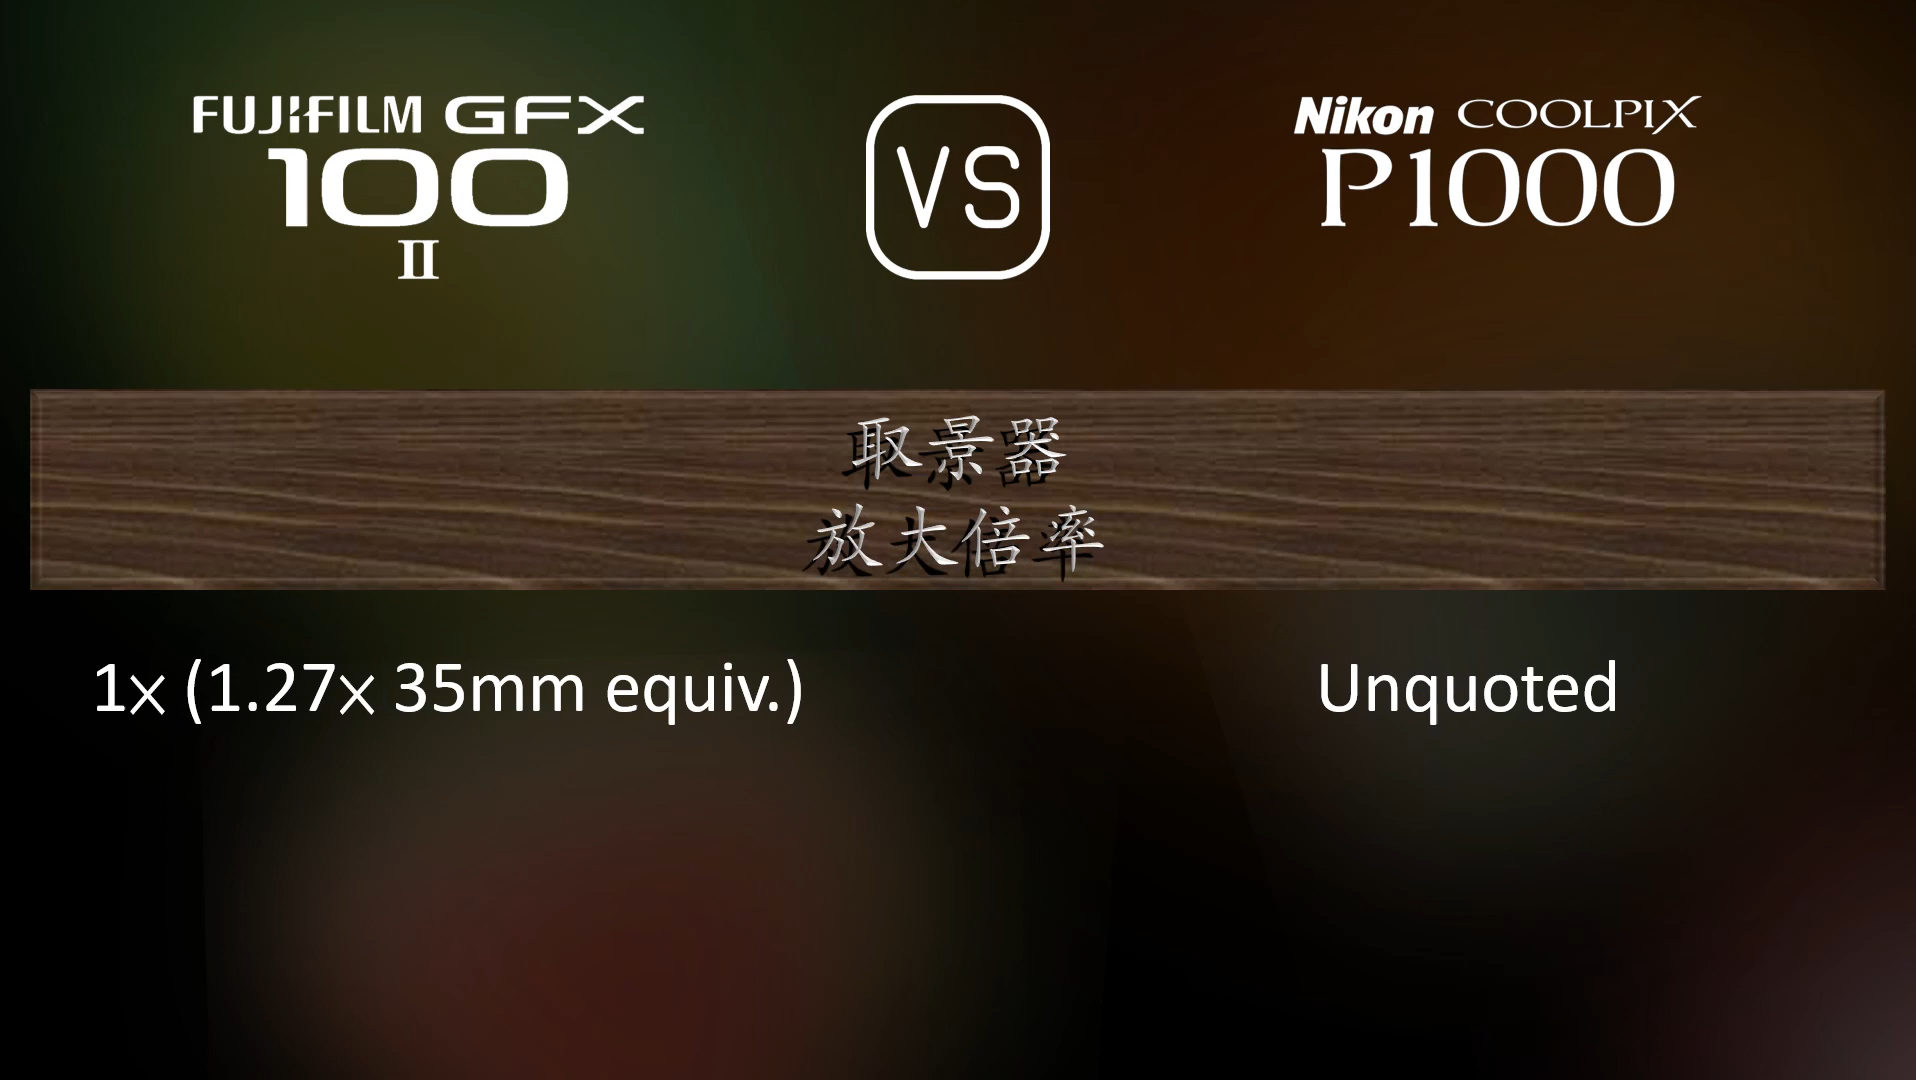 FUJIFILM GFX
100
II
VS
Nikon COOLPIX
P1000
取景器
放大倍率
1x (1.27x 35mm equiv.)
Unquoted